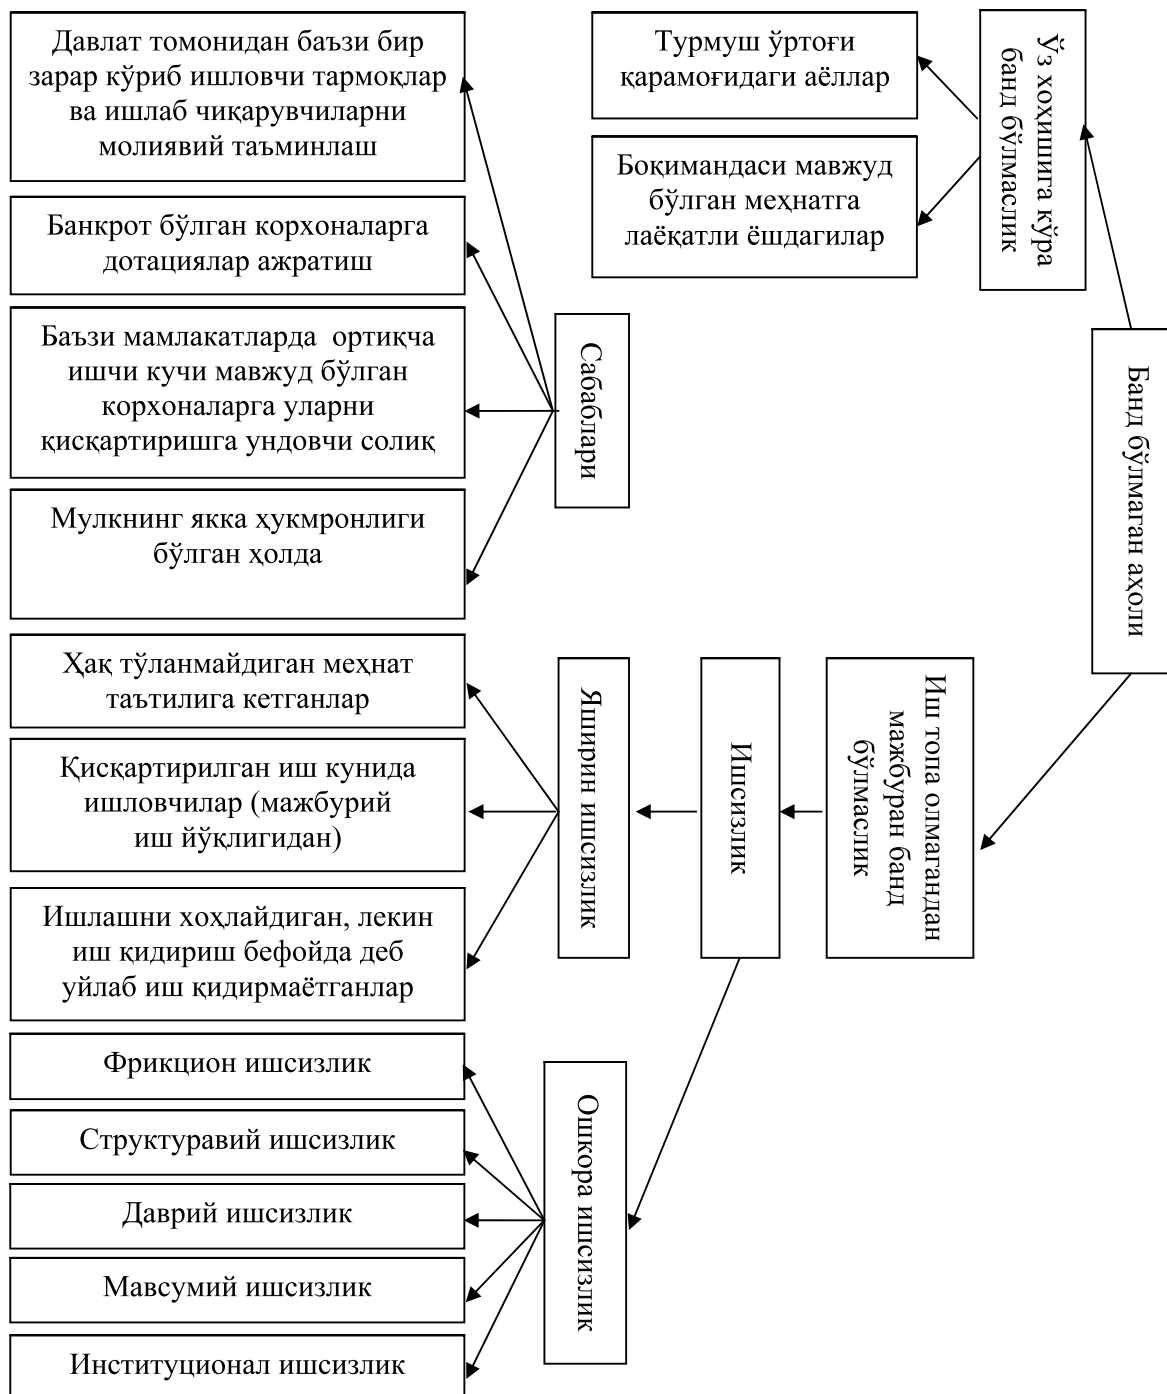 Давлат томонидан баъзи бир
зарар кўриб ишловчи тармоқлар
ва ишлаб чиқарувчиларни
молиявий таъминлаш
Банкрот бўлган корхоналарга
дотациялар ажратиш
Баъзи мамлакатларда ортиқча
ишчи кучи мавжуд бўлган
корхоналарга уларни
қисқартиришга ундовчи солиқ
Мулкнинг якка ҳукмронлиги
бўлган ҳолда
Сабаблари
Турмуш ўртоғи
қарамоғидаги аёллар
Боқимандаси мавжуд
бўлган меҳнатга
лаёқатли ёшдагилар
Ўз хоҳишига кўра
банд бўлмаслик
Банд бўлмаган аҳоли
Ҳақ тўланмайдиган меҳнат
таътилига кетганлар
Қисқартирилган иш кунида
ишловчилар (мажбурий
иш йўқлигидан)
Ишлашни хоҳлайдиган, лекин
иш қидириш бефойда деб
уйлаб иш қидирмаётганлар
Яширин ишсизлик
Ишсизлик
Иш топа олмагандан
мажбуран банд
бўлмаслик
Фрикцион ишсизлик
Структуравий ишсизлик
Даврий ишсизлик
Мавсумий ишсизлик
Институционал ишсизлик
Ошкора ишсизлик